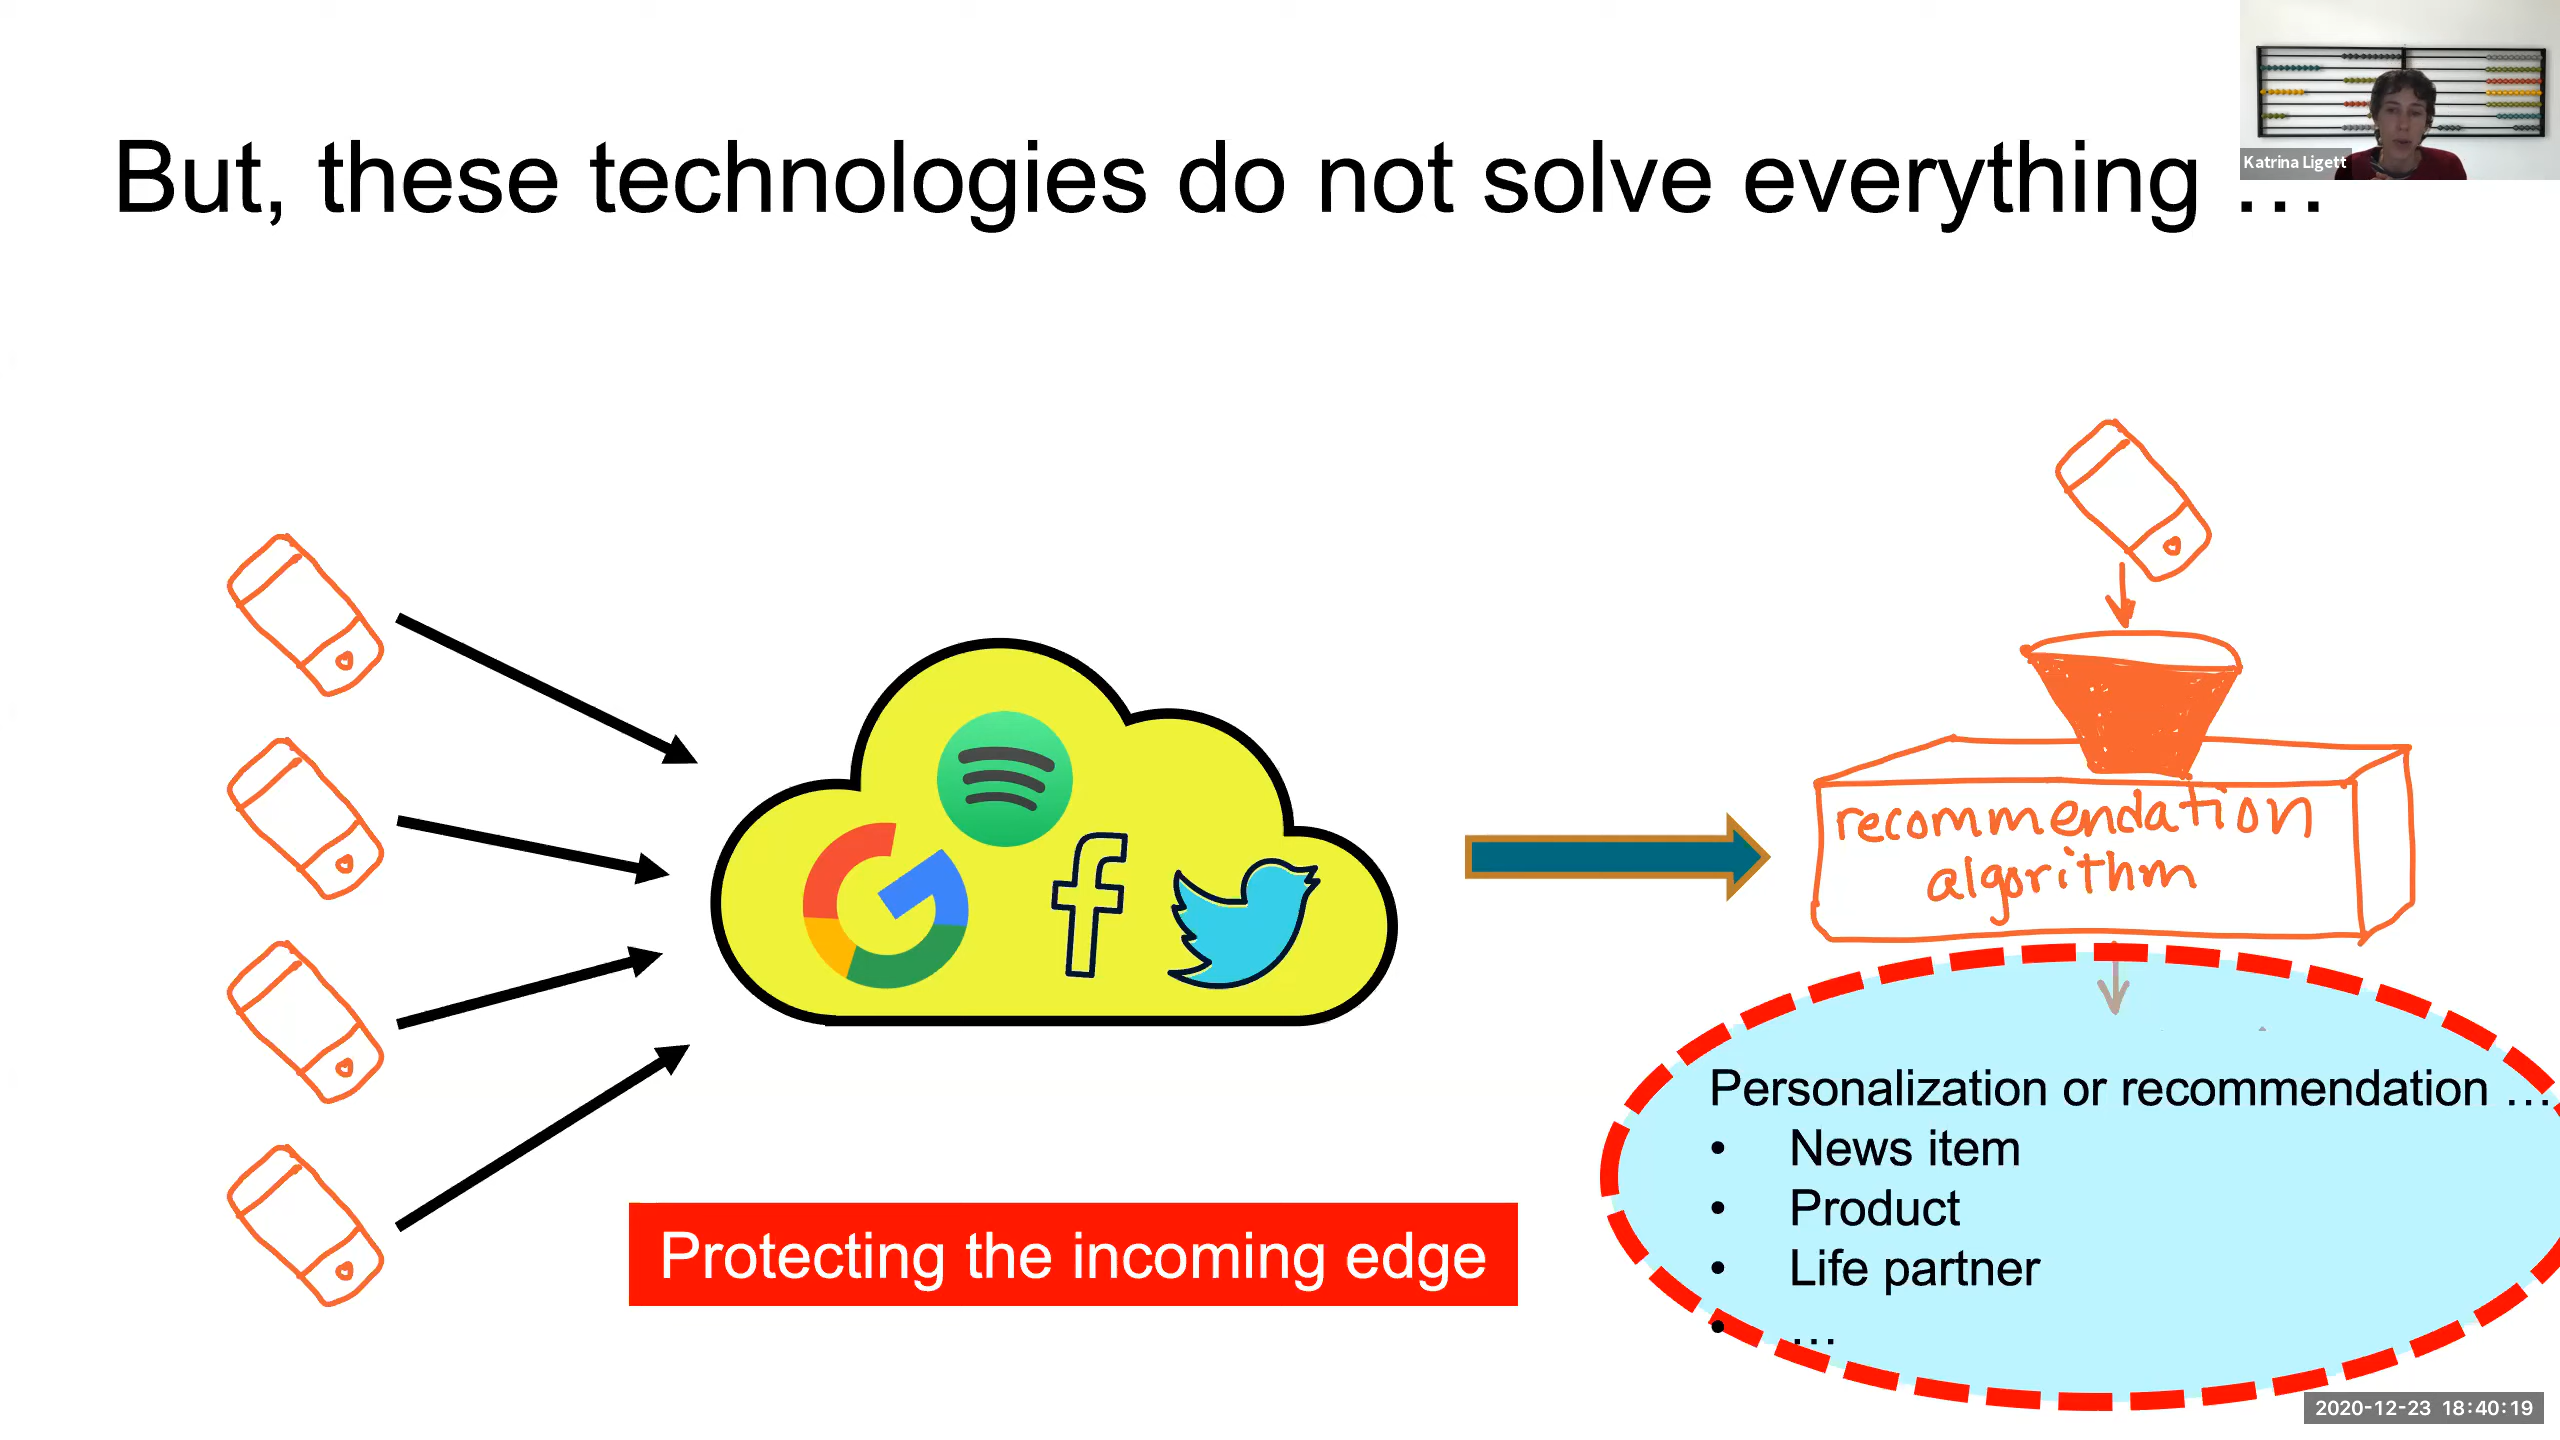 But, these technologies do not solve everything …
Katrina Ligett
recommendation
algorithm
Protecting the incoming edge
Personalization or recommendation …
• News item
• Product
• Life partner
• …
2020-12-23 18:40:19